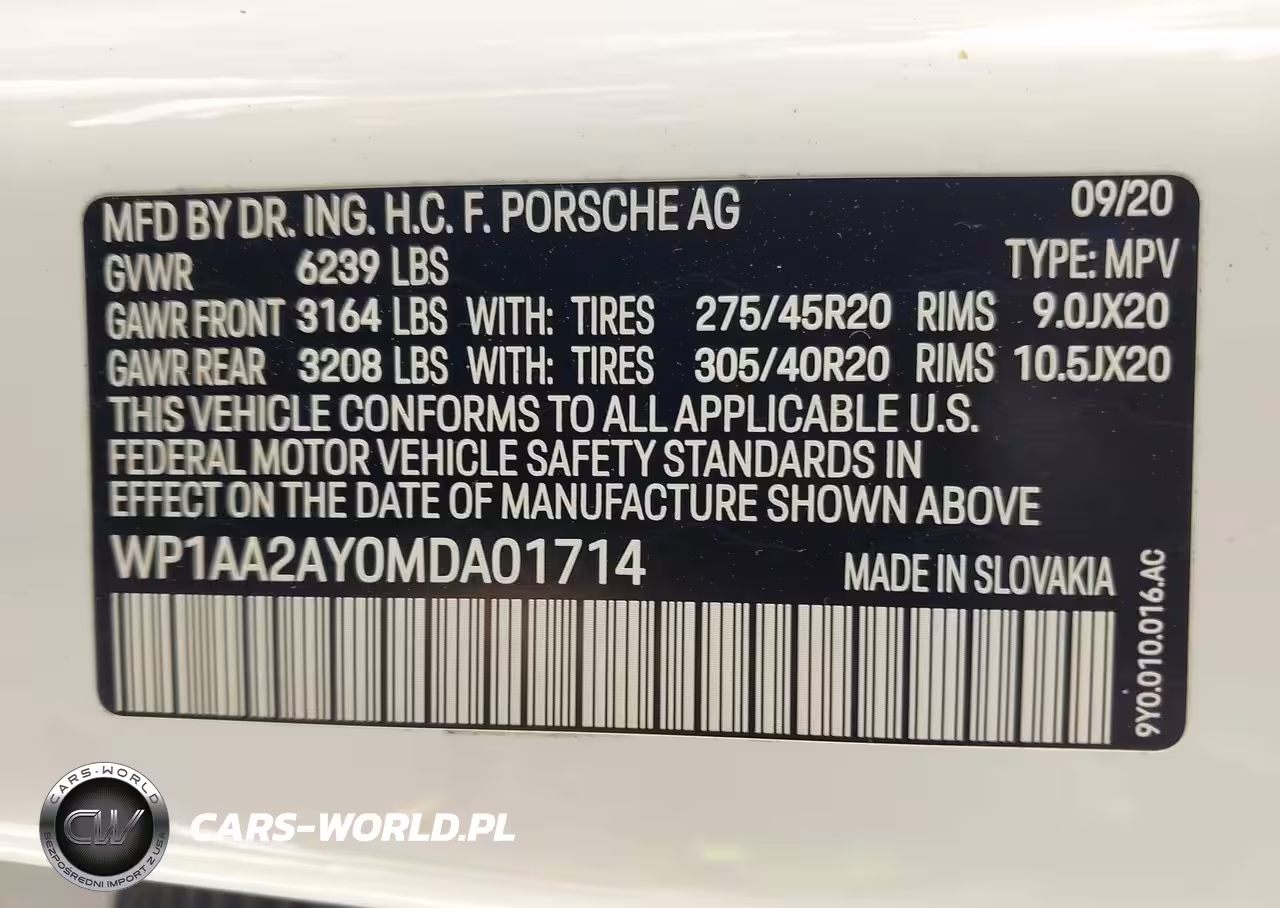 MFD BY DR. ING. H.C. F. PORSCHE AG 09/20
GVWR 6239 LBS TYPE: MPV
GAWR FRONT 3164 LBS WITH: TIRES 275/45R20 RIMS 9.0JX20
GAWR REAR 3208 LBS WITH: TIRES 305/40R20 RIMS 10.5JX20
THIS VEHICLE CONFORMS TO ALL APPLICABLE U.S.
FEDERAL MOTOR VEHICLE SAFETY STANDARDS IN
EFFECT ON THE DATE OF MANUFACTURE SHOWN ABOVE
WP1AA2AY0MDA01714 MADE IN SLOVAKIA
9Y0.010.016.AC
CARS-WORLD
CW
BEZPOŚREDNI IMPORT Z USA
CARS-WORLD.PL